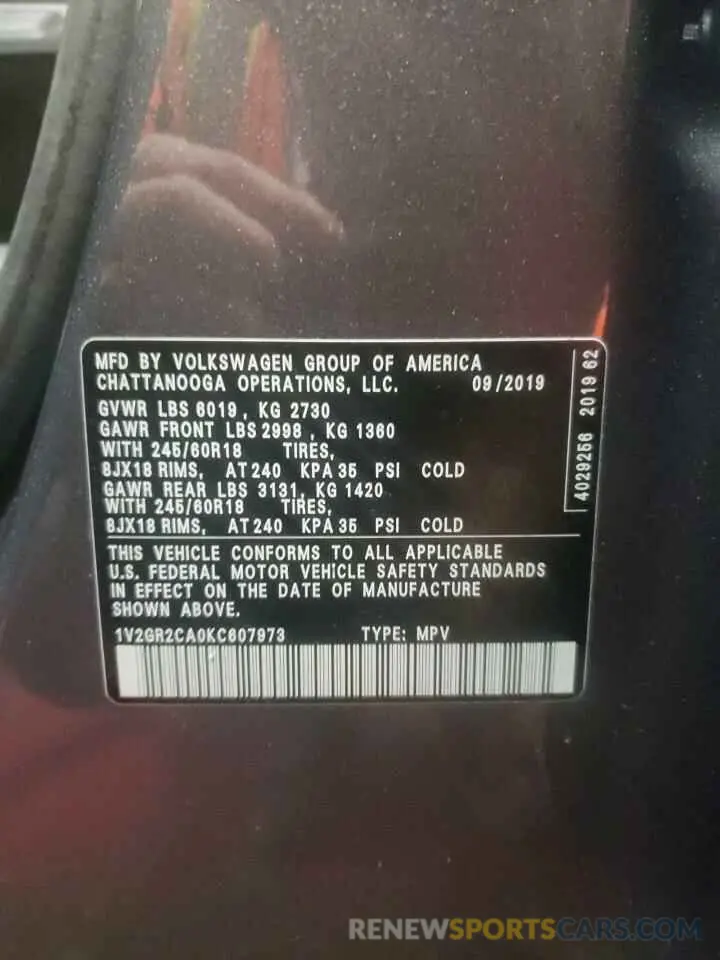 MFD BY VOLKSWAGEN GROUP OF AMERICA
CHATTANOOGA OPERATIONS, LLC. 09/2019
GVWR LBS 6019, KG 2730
GAWR FRONT LBS 2998, KG 1360
WITH 245/60R18 TIRES,
8JX18 RIMS, AT 240 KPA 35 PSI COLD
GAWR REAR LBS 3131, KG 1420
WITH 245/60R18 TIRES,
8JX18 RIMS, AT 240 KPA 35 PSI COLD
THIS VEHICLE CONFORMS TO ALL APPLICABLE
U.S. FEDERAL MOTOR VEHICLE SAFETY STANDARDS
IN EFFECT ON THE DATE OF MANUFACTURE
SHOWN ABOVE.
1V2GR2CA0KC607973 TYPE: MPV
4029256 2019 62
RENEWSPORTSCARS.COM